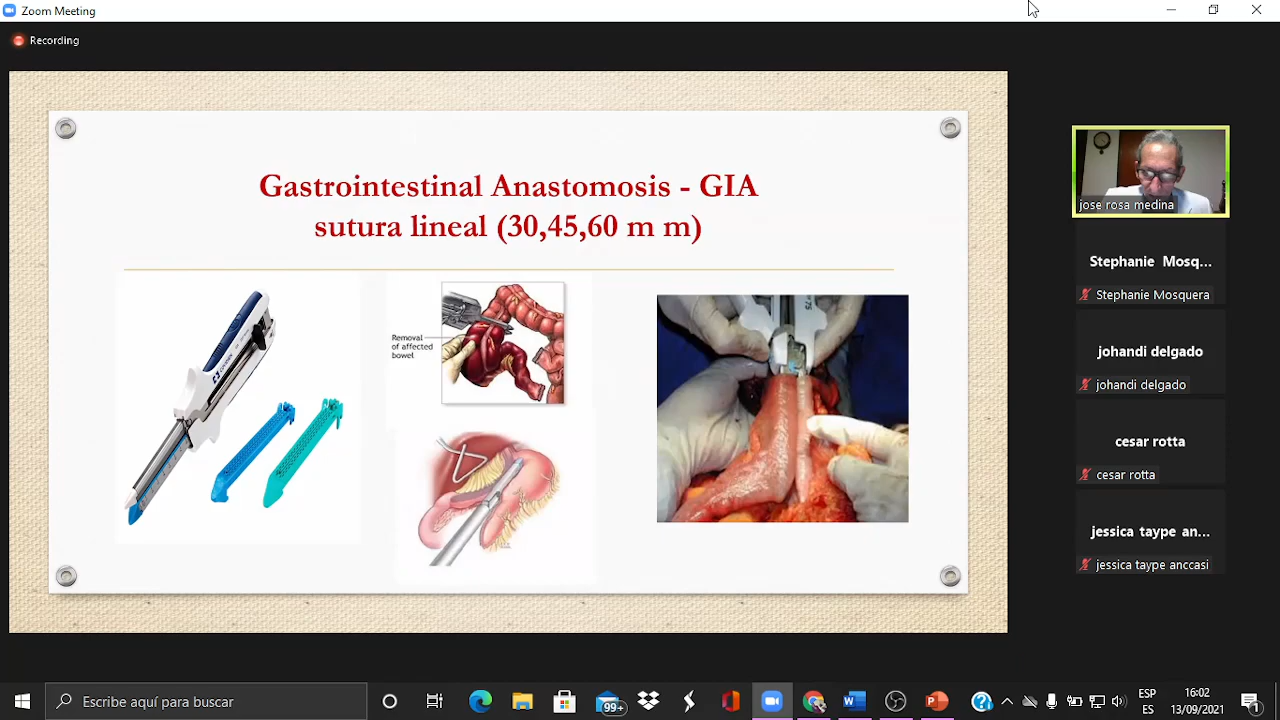 Zoom Meeting
Recording
Gastrointestinal Anastomosis - GIA
sutura lineal (30,45,60 m m)
Removal
of affected
bowel
jose rosa medina
Stephanie Mosq...
Stephanie Mosquera
johandi delgado
johandi delgado
cesar rotta
cesar rotta
jessica taype an...
jessica taype anccasi
Escribe aquí para buscar
99+
ESP
ES
16:02
13/09/2021
1